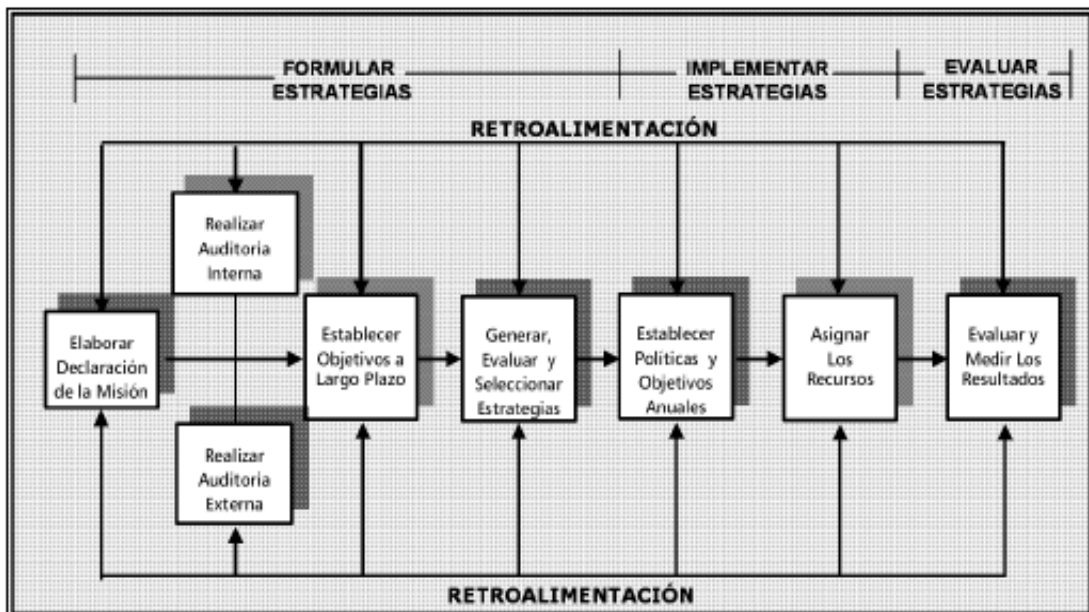 FORMULAR
ESTRATEGIAS
IMPLEMENTAR
ESTRATEGIAS
EVALUAR
ESTRATEGIAS
RETROALIMENTACIÓN
Realizar
Auditoria
Interna
Elaborar
Declaración
de la Misión
Realizar
Auditoria
Externa
Establecer
Objetivos a
Largo Plazo
Generar,
Evaluar y
Seleccionar
Estrategias
Establecer
Políticas y
Objetivos
Anuales
Asignar
Los
Recursos
Evaluar y
Medir Los
Resultados
RETROALIMENTACIÓN